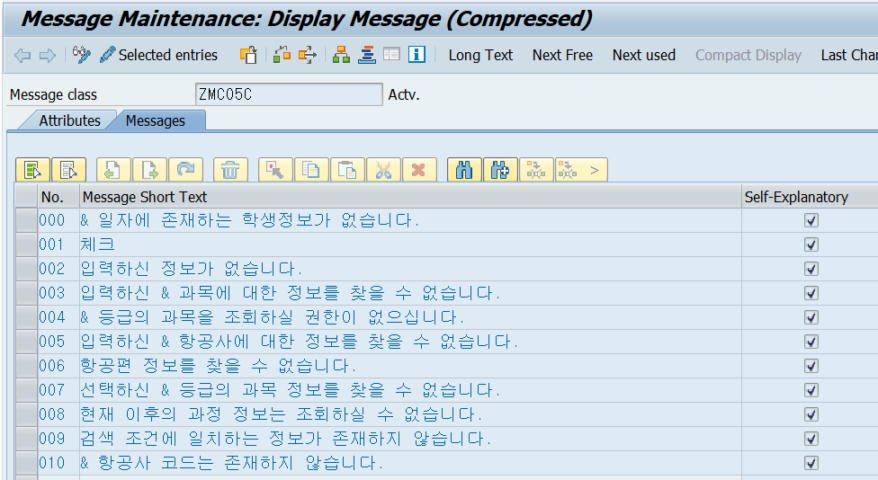 Message Maintenance: Display Message (Compressed)
Selected entries Long Text Next Free Next used Compact Display Last Char
Message class ZMC05C Actv.
Attributes Messages
No. Message Short Text Self-Explanatory
000 & 일자에 존재하는 학생정보가 없습니다.
001 체크
002 입력하신 정보가 없습니다.
003 입력하신 & 과목에 대한 정보를 찾을 수 없습니다.
004 & 등급의 과목을 조회하실 권한이 없으십니다.
005 입력하신 & 항공사에 대한 정보를 찾을 수 없습니다.
006 항공편 정보를 찾을 수 없습니다.
007 선택하신 & 등급의 과목 정보를 찾을 수 없습니다.
008 현재 이후의 과정 정보는 조회하실 수 없습니다.
009 검색 조건에 일치하는 정보가 존재하지 않습니다.
010 & 항공사 코드는 존재하지 않습니다.